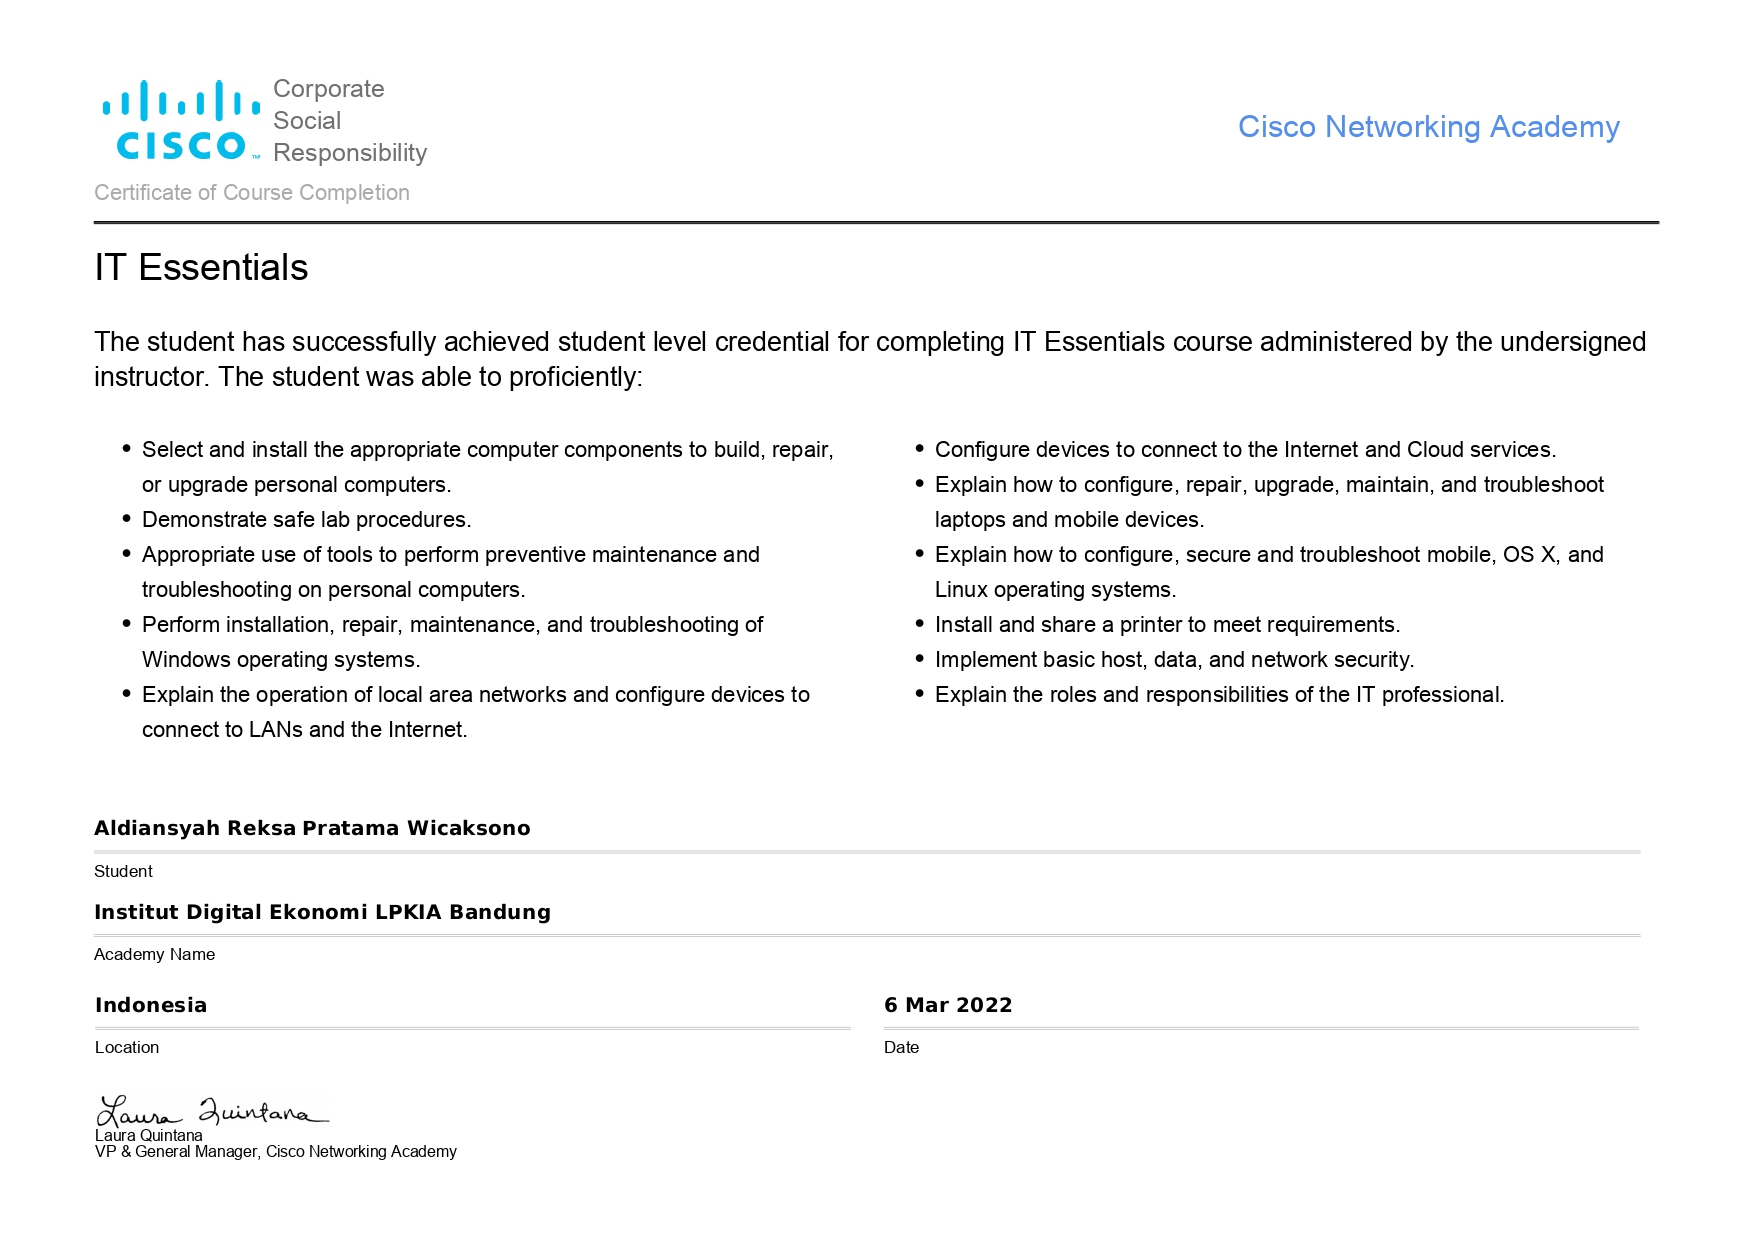 CISCO™
Corporate
Social
Responsibility
Cisco Networking Academy
Certificate of Course Completion
IT Essentials
The student has successfully achieved student level credential for completing IT Essentials course administered by the undersigned
instructor. The student was able to proficiently:
• Select and install the appropriate computer components to build, repair,
or upgrade personal computers.
• Demonstrate safe lab procedures.
• Appropriate use of tools to perform preventive maintenance and
troubleshooting on personal computers.
• Perform installation, repair, maintenance, and troubleshooting of
Windows operating systems.
• Explain the operation of local area networks and configure devices to
connect to LANs and the Internet.
• Configure devices to connect to the Internet and Cloud services.
• Explain how to configure, repair, upgrade, maintain, and troubleshoot
laptops and mobile devices.
• Explain how to configure, secure and troubleshoot mobile, OS X, and
Linux operating systems.
• Install and share a printer to meet requirements.
• Implement basic host, data, and network security.
• Explain the roles and responsibilities of the IT professional.
Aldiansyah Reksa Pratama Wicaksono
Student
Institut Digital Ekonomi LPKIA Bandung
Academy Name
Indonesia
Location
6 Mar 2022
Date
Laura Quintana
Laura Quintana
VP & General Manager, Cisco Networking Academy